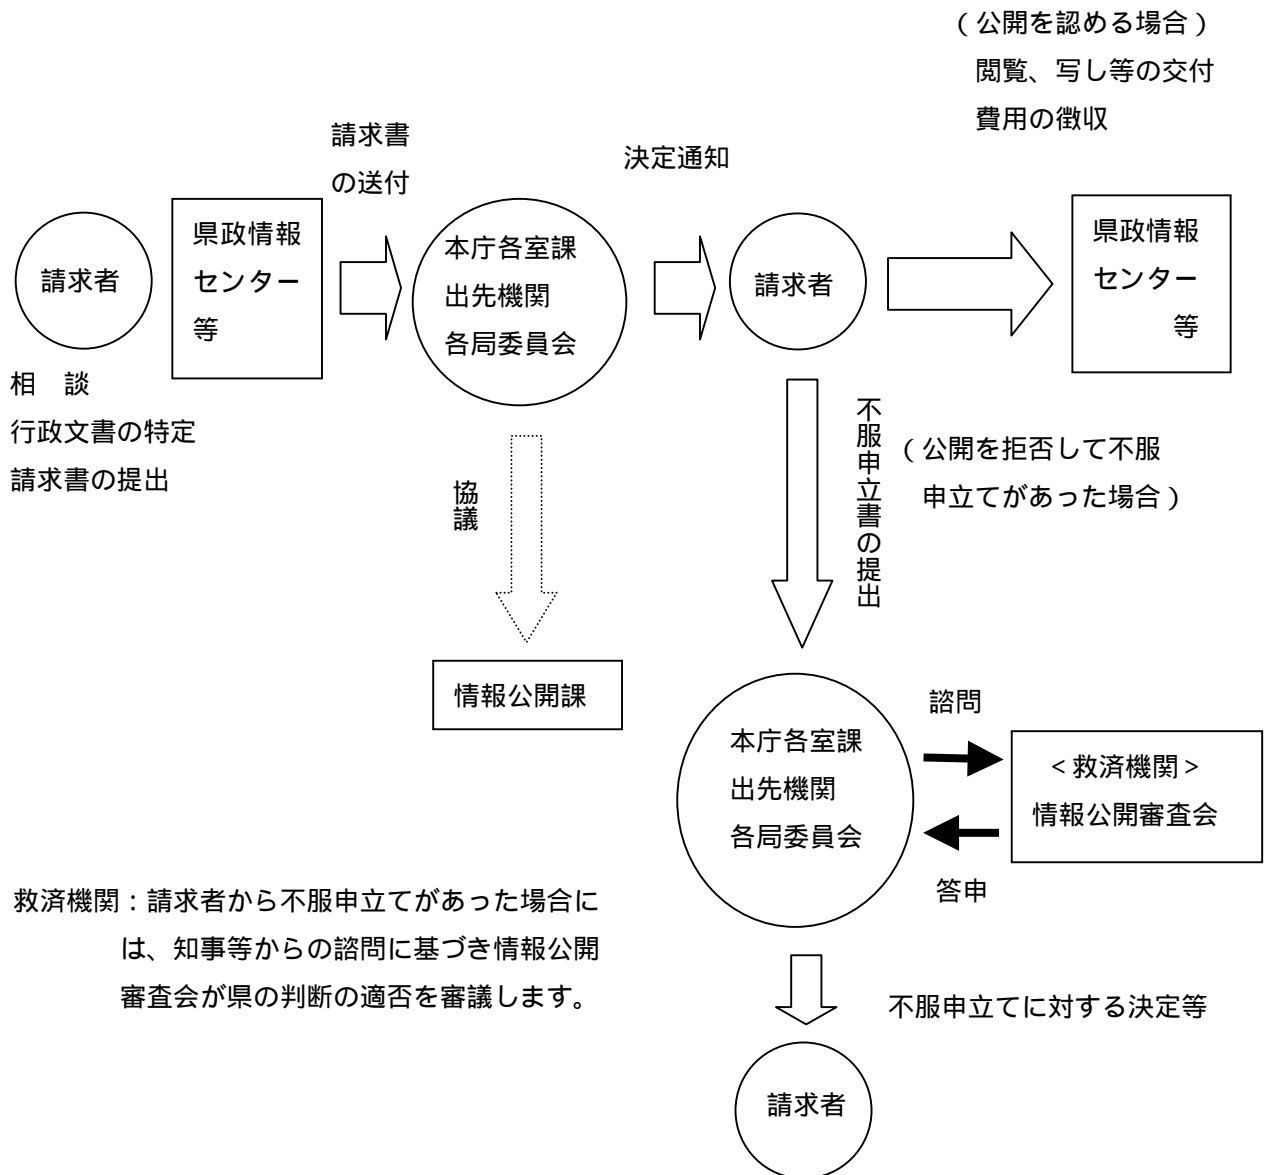 （公開を認める場合）
閲覧、写し等の交付
費用の徴収
請求書
の送付
決定通知
請求者
県政情報
センター
等
本庁各室課
出先機関
各局委員会
請求者
県政情報
センター
等
相　談
行政文書の特定
請求書の提出
協議
不服申立書の提出
（公開を拒否して不服
申立てがあった場合）
情報公開課
本庁各室課
出先機関
各局委員会
諮問
＜救済機関＞
情報公開審査会
答申
救済機関：請求者から不服申立てがあった場合に
は、知事等からの諮問に基づき情報公開
審査会が県の判断の適否を審議します。
不服申立てに対する決定等
請求者